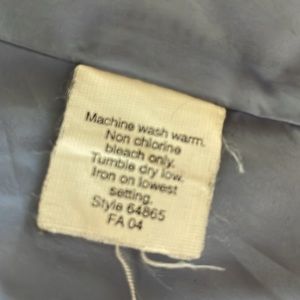 Machine wash warm.
Non chlorine
bleach only.
Tumble dry low.
Iron on lowest
setting.
Style 64865
FA 04